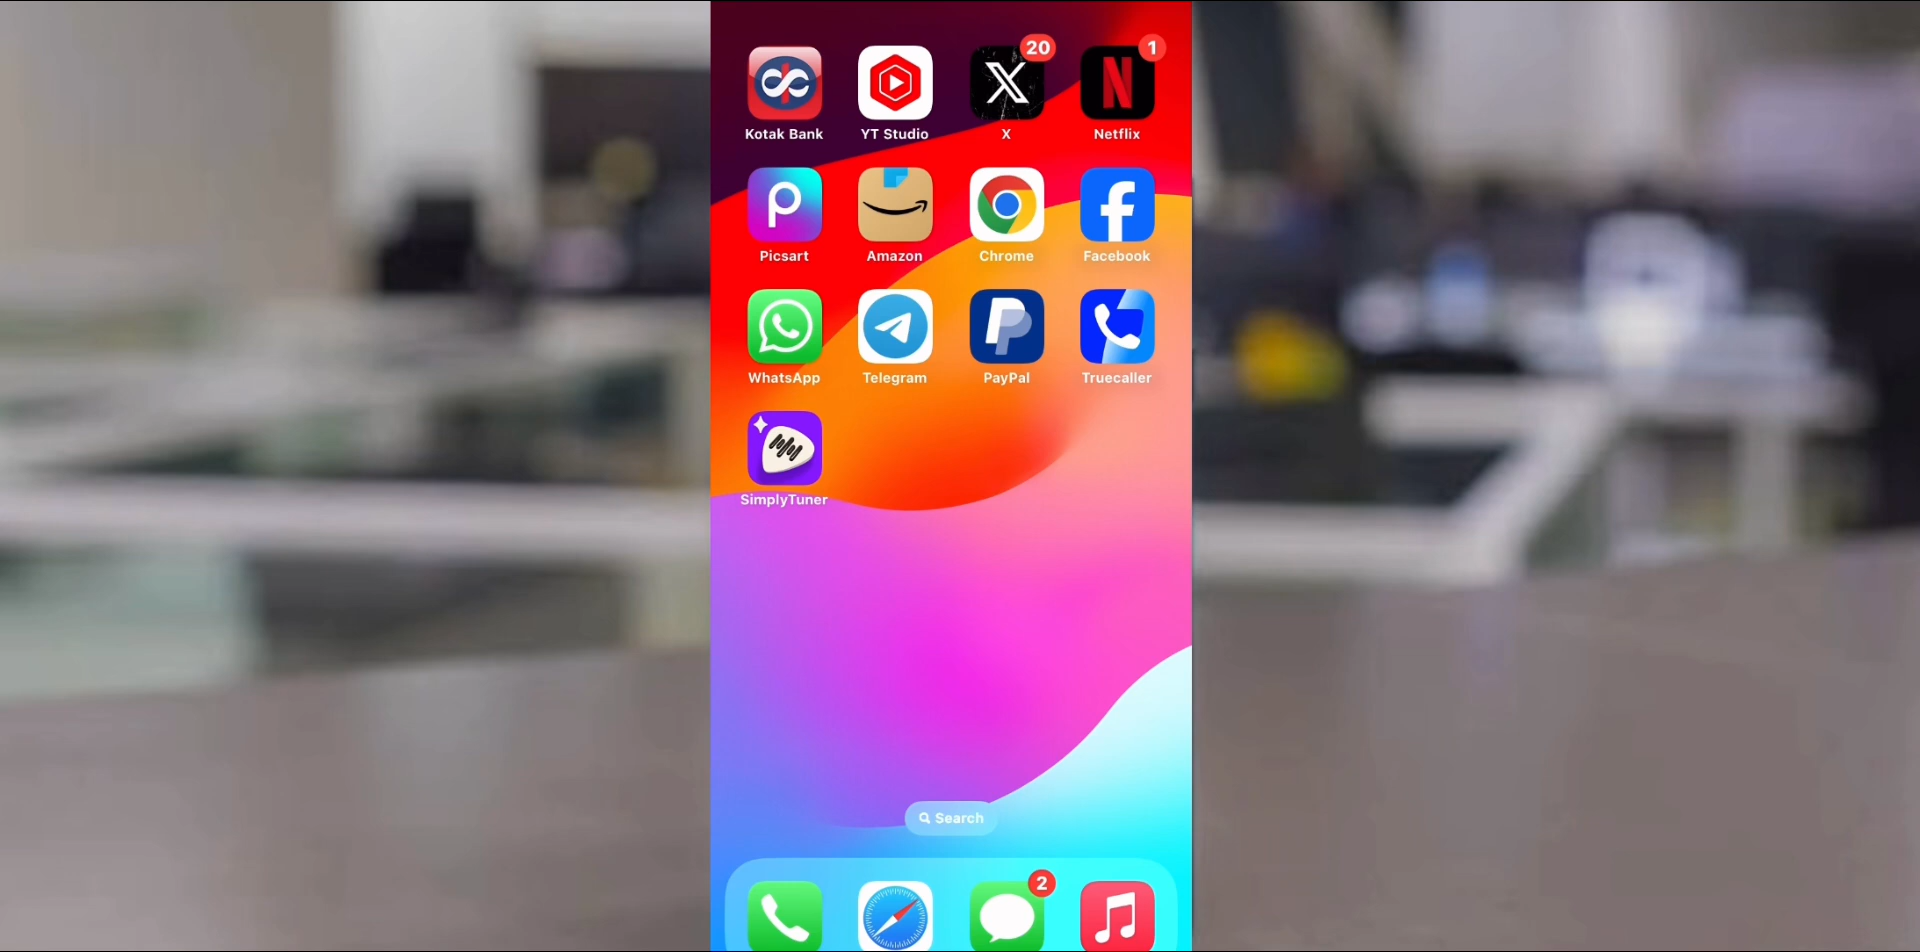 20 1
Kotak Bank YT Studio X Netflix
Picsart Amazon Chrome Facebook
WhatsApp Telegram PayPal Truecaller
SimplyTuner
Search
2